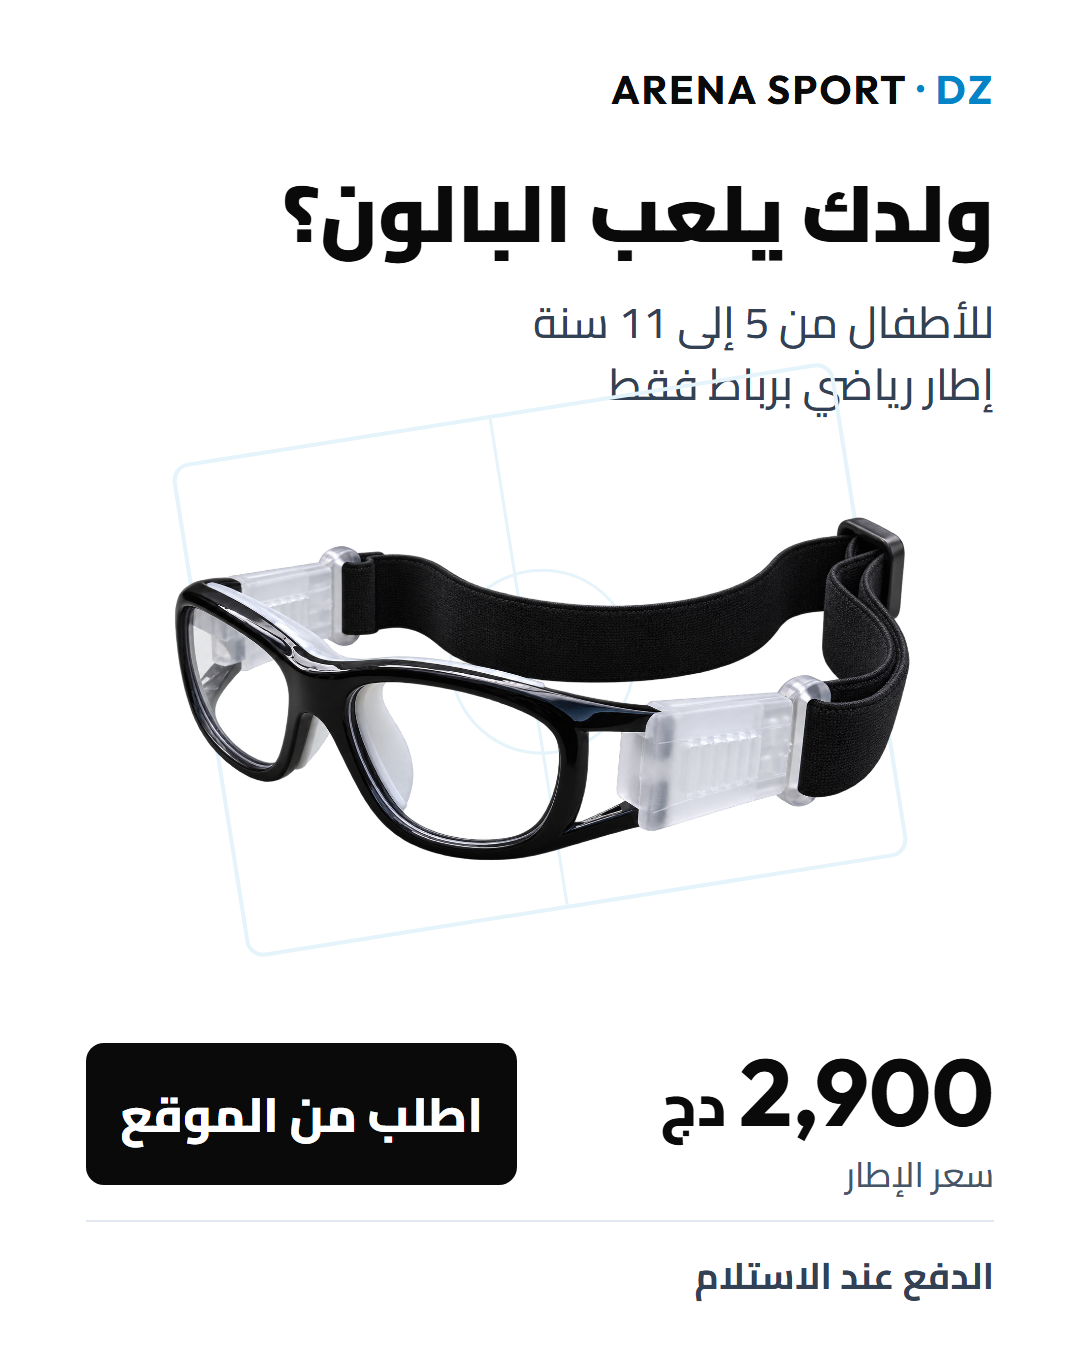 ARENA SPORT · DZ
ولدك يلعب البالون؟
للأطفال من 5 إلى 11 سنة
إطار رياضي برباط فقط
2,900 دج
سعر الإطار
اطلب من الموقع
الدفع عند الاستلام